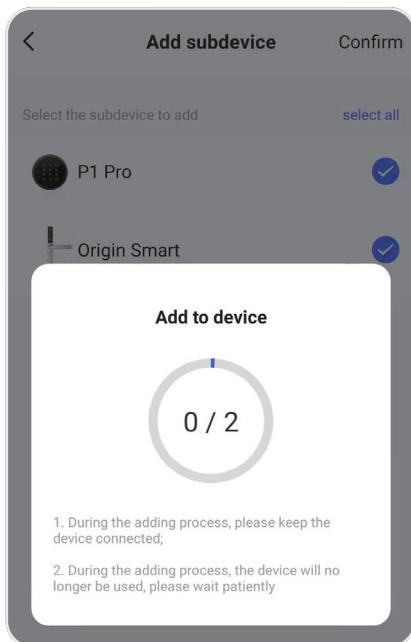 Add subdevice Confirm
Select the subdevice to add select all
P1 Pro
Origin Smart
Add to device
0 / 2
1. During the adding process, please keep the
device connected;
2. During the adding process, the device will no
longer be used, please wait patiently